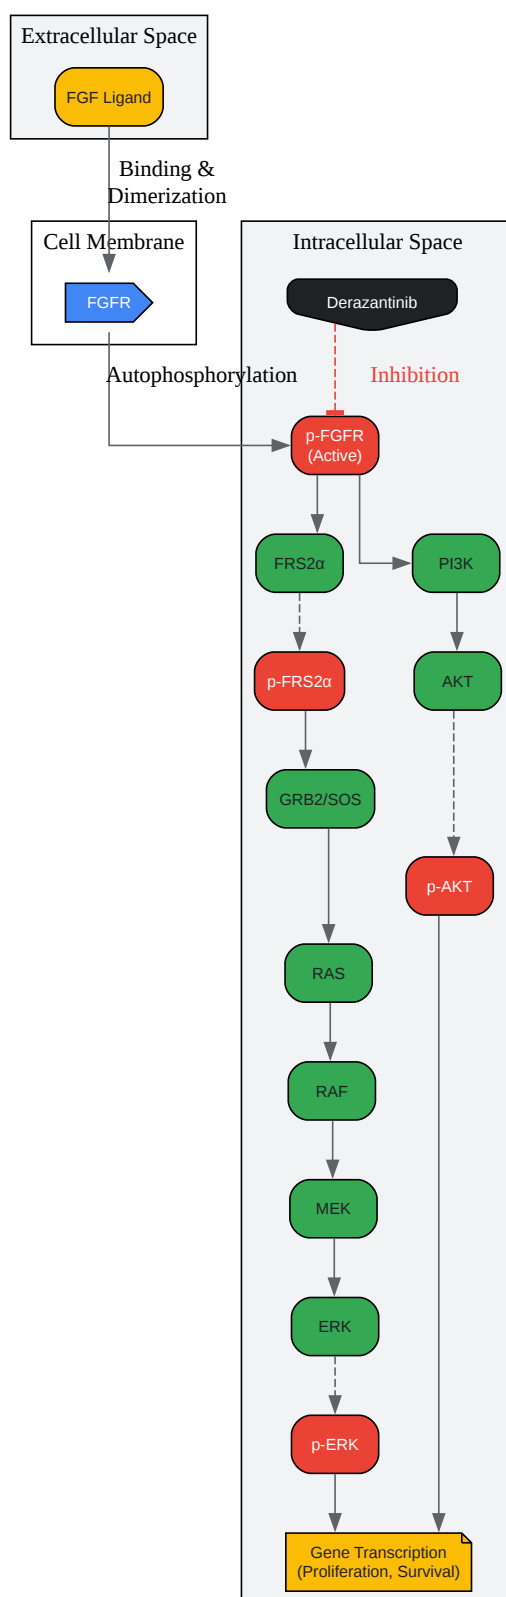 Extracellular Space
FGF Ligand
Binding &
Dimerization
Cell Membrane
FGFR
Autophosphorylation
Intracellular Space
Derazantinib
Inhibition
p-FGFR
(Active)
FRS2α
PI3K
p-FRS2α
AKT
GRB2/SOS
p-AKT
RAS
RAF
MEK
ERK
p-ERK
Gene Transcription
(Proliferation, Survival)